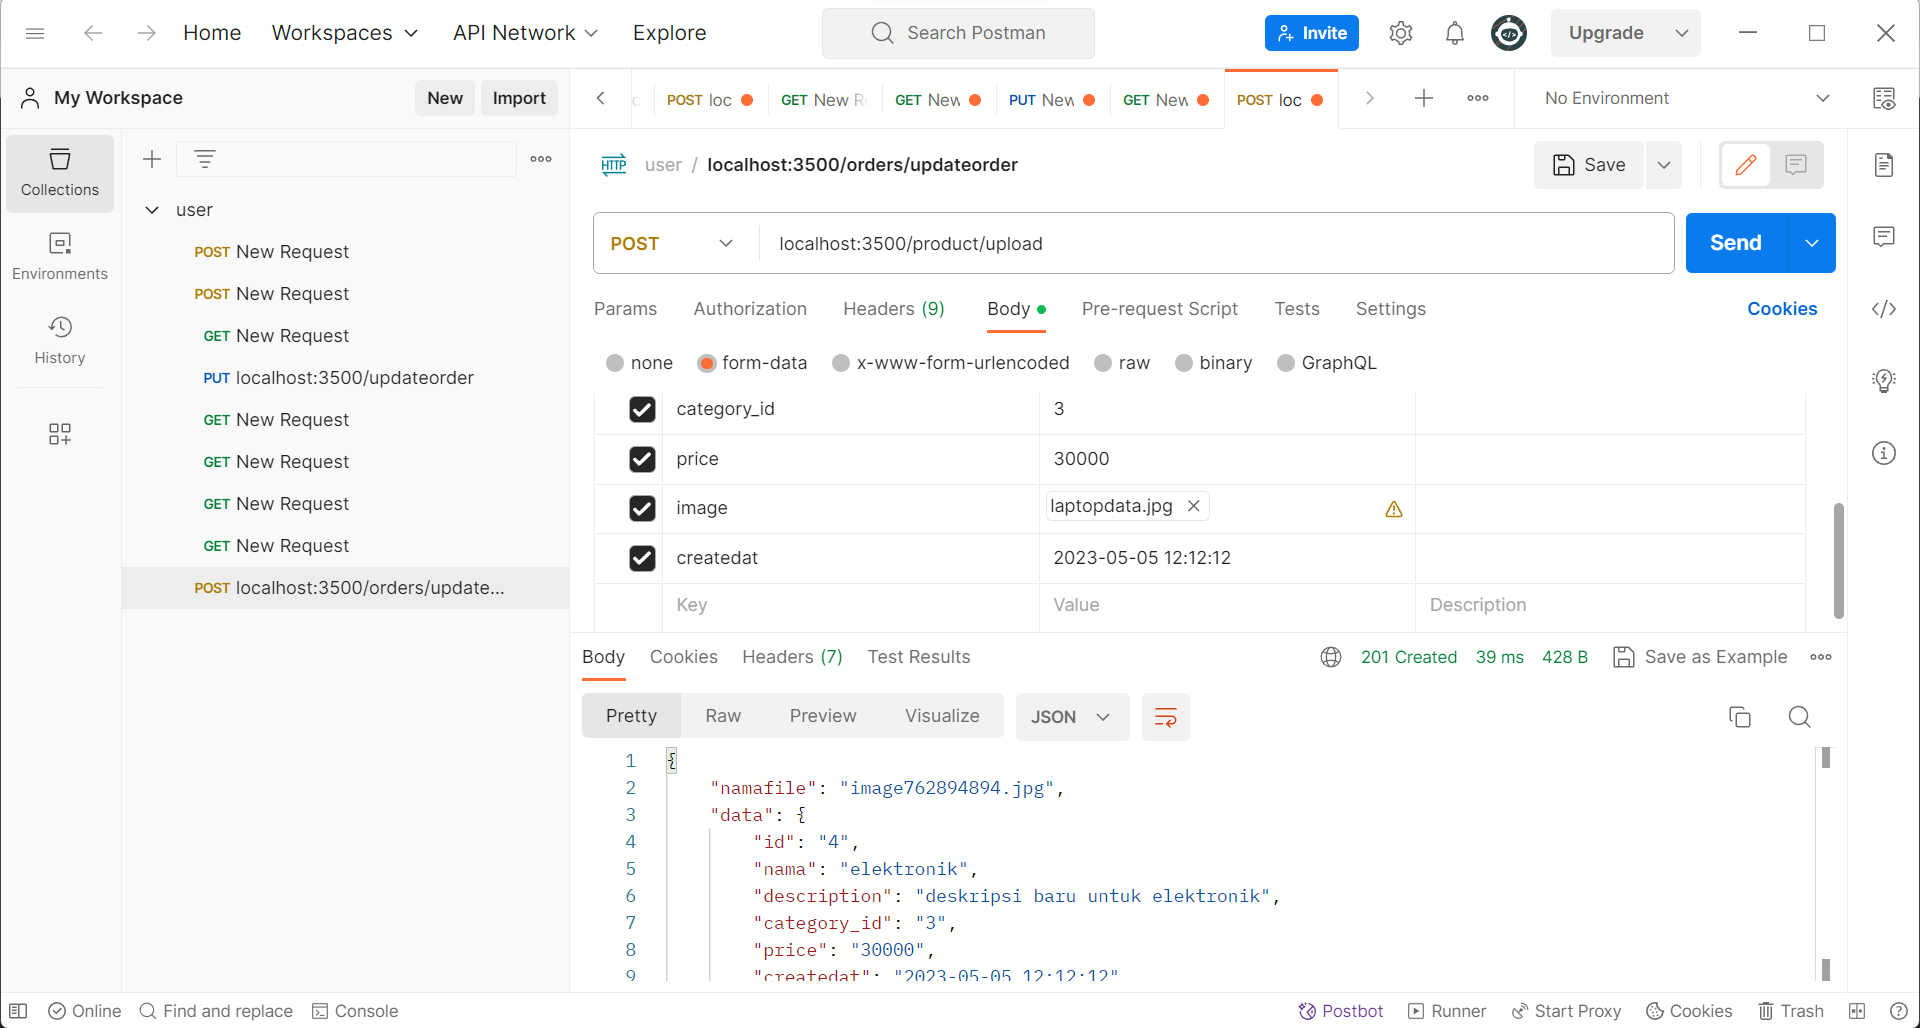 Home Workspaces API Network Explore Search Postman Invite Upgrade
My Workspace New Import POST loc GET New R GET New PUT New GET New POST loc No Environment
Collections
Environments
History
user
POST New Request
POST New Request
GET New Request
PUT localhost:3500/updateorder
GET New Request
GET New Request
GET New Request
GET New Request
POST localhost:3500/orders/update...
HTTP user / localhost:3500/orders/updateorder Save
POST localhost:3500/product/upload Send
Params Authorization Headers (9) Body Pre-request Script Tests Settings Cookies
none form-data x-www-form-urlencoded raw binary GraphQL
category_id 3
price 30000
image laptopdata.jpg
createdat 2023-05-05 12:12:12
Key Value Description
Body Cookies Headers (7) Test Results 201 Created 39 ms 428 B Save as Example
Pretty Raw Preview Visualize JSON
1 {
2 "namafile": "image762894894.jpg",
3 "data": {
4 "id": "4",
5 "nama": "elektronik",
6 "description": "deskripsi baru untuk elektronik",
7 "category_id": "3",
8 "price": "30000",
9 "createdat": "2023-05-05 12:12:12"
Online Find and replace Console Postbot Runner Start Proxy Cookies Trash